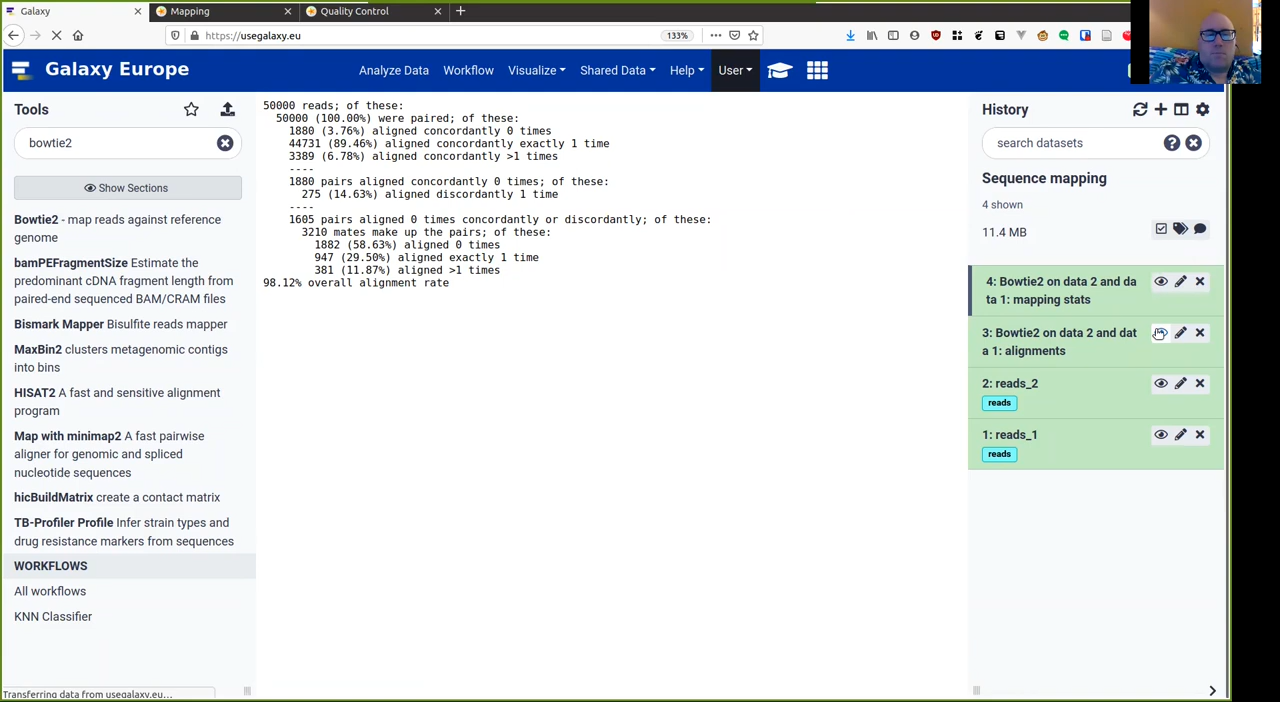 Galaxy
Mapping
Quality Control
https://usegalaxy.eu
133%
Galaxy Europe
Analyze Data
Workflow
Visualize
Shared Data
Help
User
Tools
bowtie2
Show Sections
Bowtie2 - map reads against reference
genome
bamPEFragmentSize Estimate the
predominant cDNA fragment length from
paired-end sequenced BAM/CRAM files
Bismark Mapper Bisulfite reads mapper
MaxBin2 clusters metagenomic contigs
into bins
HISAT2 A fast and sensitive alignment
program
Map with minimap2 A fast pairwise
aligner for genomic and spliced
nucleotide sequences
hicBuildMatrix create a contact matrix
TB-Profiler Profile Infer strain types and
drug resistance markers from sequences
WORKFLOWS
All workflows
KNN Classifier
Transferring data from usegalaxy.eu...
50000 reads; of these:
50000 (100.00%) were paired; of these:
1880 (3.76%) aligned concordantly 0 times
44731 (89.46%) aligned concordantly exactly 1 time
3389 (6.78%) aligned concordantly >1 times
----
1880 pairs aligned concordantly 0 times; of these:
275 (14.63%) aligned discordantly 1 time
----
1605 pairs aligned 0 times concordantly or discordantly; of these:
3210 mates make up the pairs; of these:
1882 (58.63%) aligned 0 times
947 (29.50%) aligned exactly 1 time
381 (11.87%) aligned >1 times
98.12% overall alignment rate
History
search datasets
Sequence mapping
4 shown
11.4 MB
4: Bowtie2 on data 2 and da
ta 1: mapping stats
3: Bowtie2 on data 2 and dat
a 1: alignments
2: reads_2
reads
1: reads_1
reads